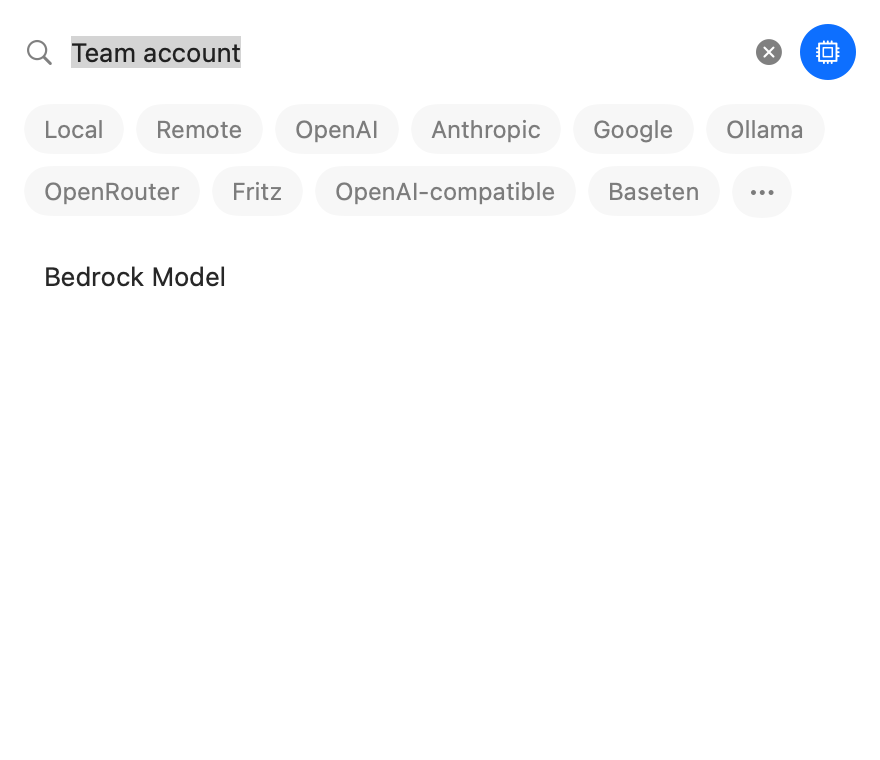 Team account
Local Remote OpenAI Anthropic Google Ollama
OpenRouter Fritz OpenAI-compatible Baseten •••
Bedrock Model